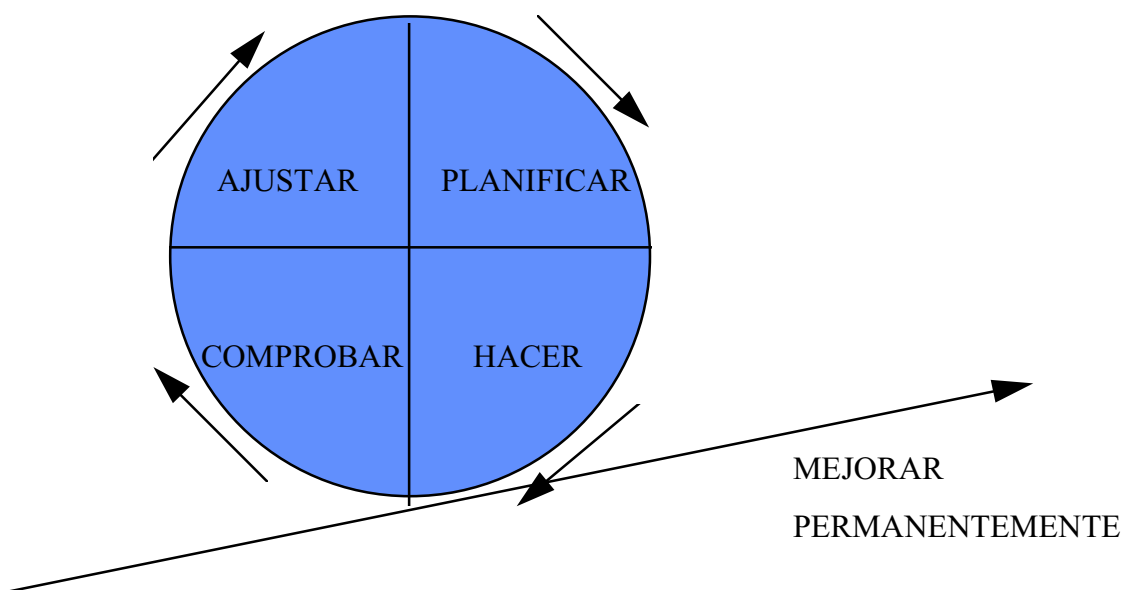 AJUSTAR PLANIFICAR
COMPROBAR HACER
MEJORAR
PERMANENTEMENTE